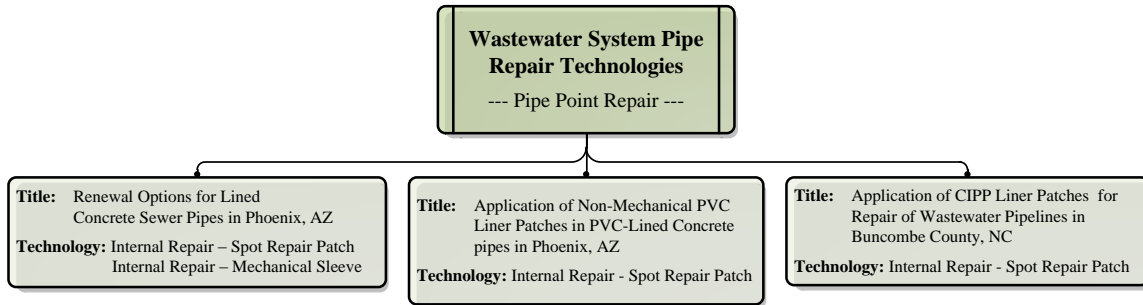 Wastewater System Pipe
Repair Technologies
--- Pipe Point Repair ---
Title: Renewal Options for Lined
Concrete Sewer Pipes in Phoenix, AZ
Technology: Internal Repair – Spot Repair Patch
Internal Repair – Mechanical Sleeve
Title: Application of Non-Mechanical PVC
Liner Patches in PVC-Lined Concrete
pipes in Phoenix, AZ
Technology: Internal Repair - Spot Repair Patch
Title: Application of CIPP Liner Patches for
Repair of Wastewater Pipelines in
Buncombe County, NC
Technology: Internal Repair - Spot Repair Patch